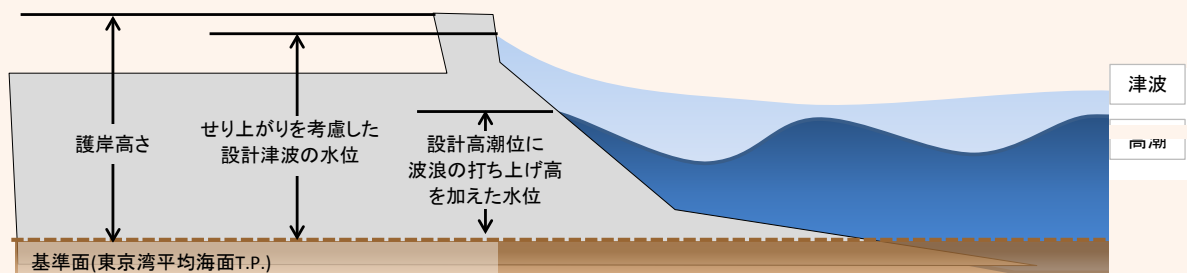 津波
高潮
護岸高さ
せり上がりを考慮した
設計津波の水位
設計高潮位に
波浪の打ち上げ高
を加えた水位
基準面(東京湾平均海面T.P.)